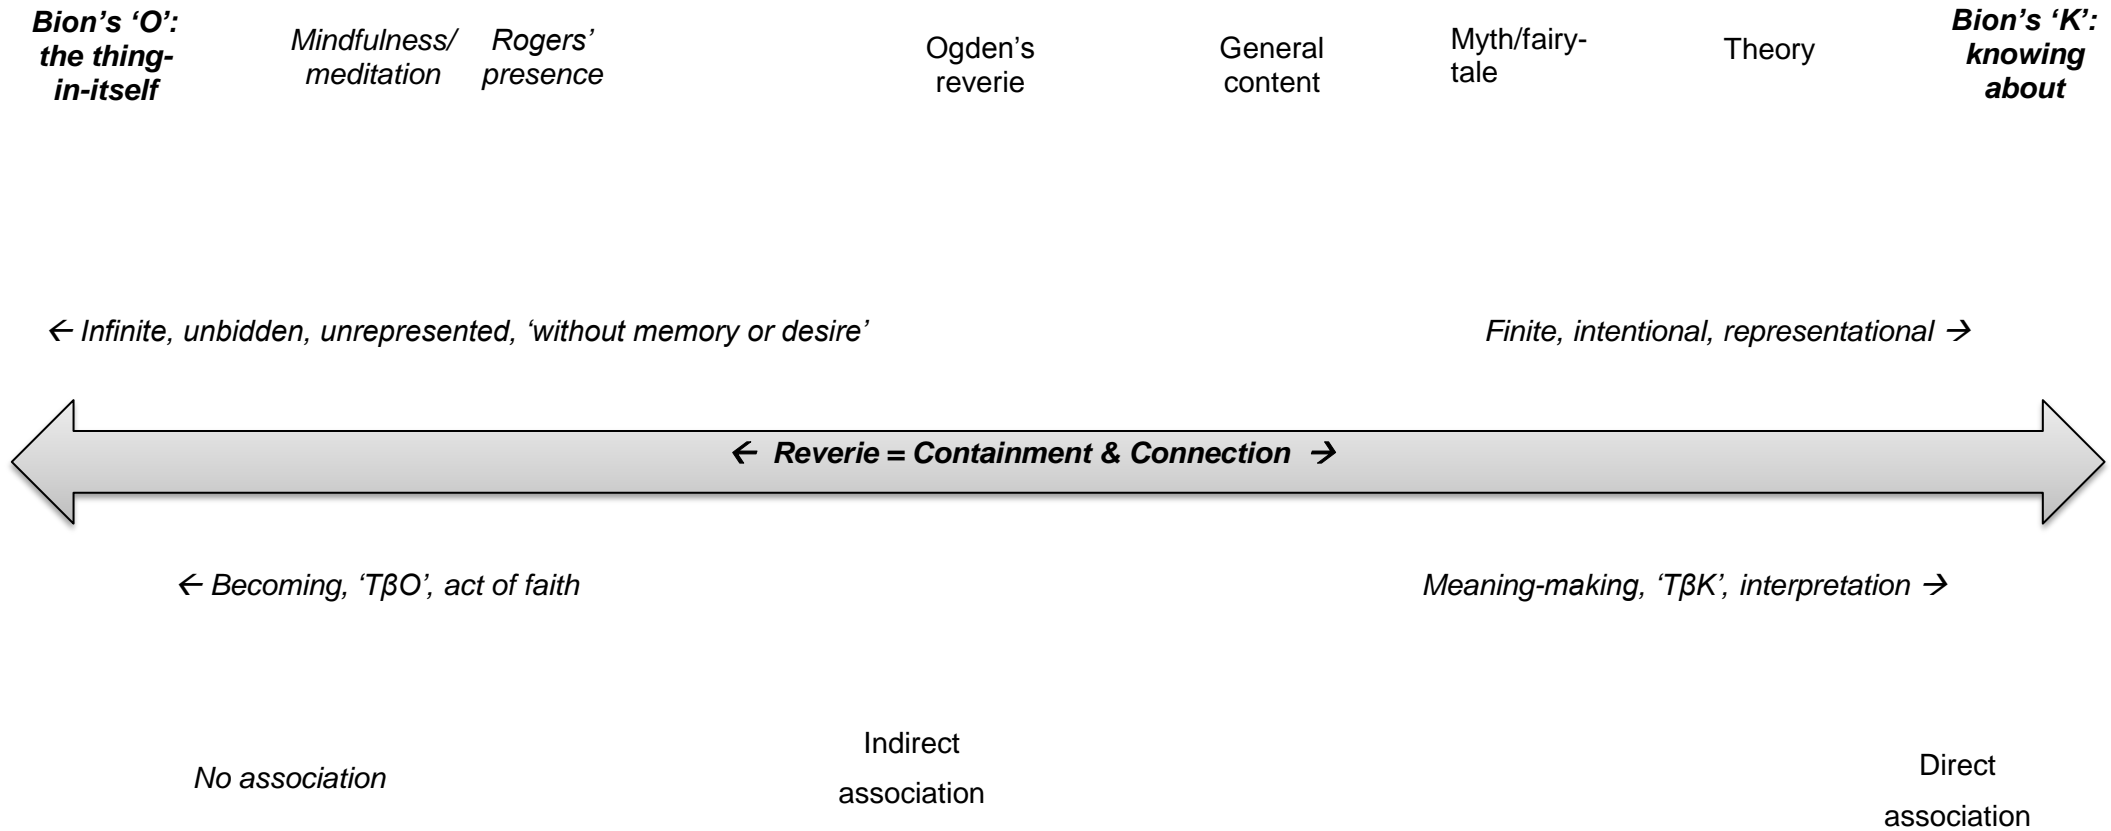 Bion’s ‘O’:
the thing-
in-itself
Mindfulness/
meditation
Rogers’
presence
Ogden’s
reverie
General
content
Myth/fairy-
tale
Theory
Bion’s ‘K’:
knowing
about
← Infinite, unbidden, unrepresented, ‘without memory or desire’
Finite, intentional, representational →
← Reverie = Containment & Connection →
← Becoming, ‘TβO’, act of faith
Meaning-making, ‘TβK’, interpretation →
No association
Indirect
association
Direct
association